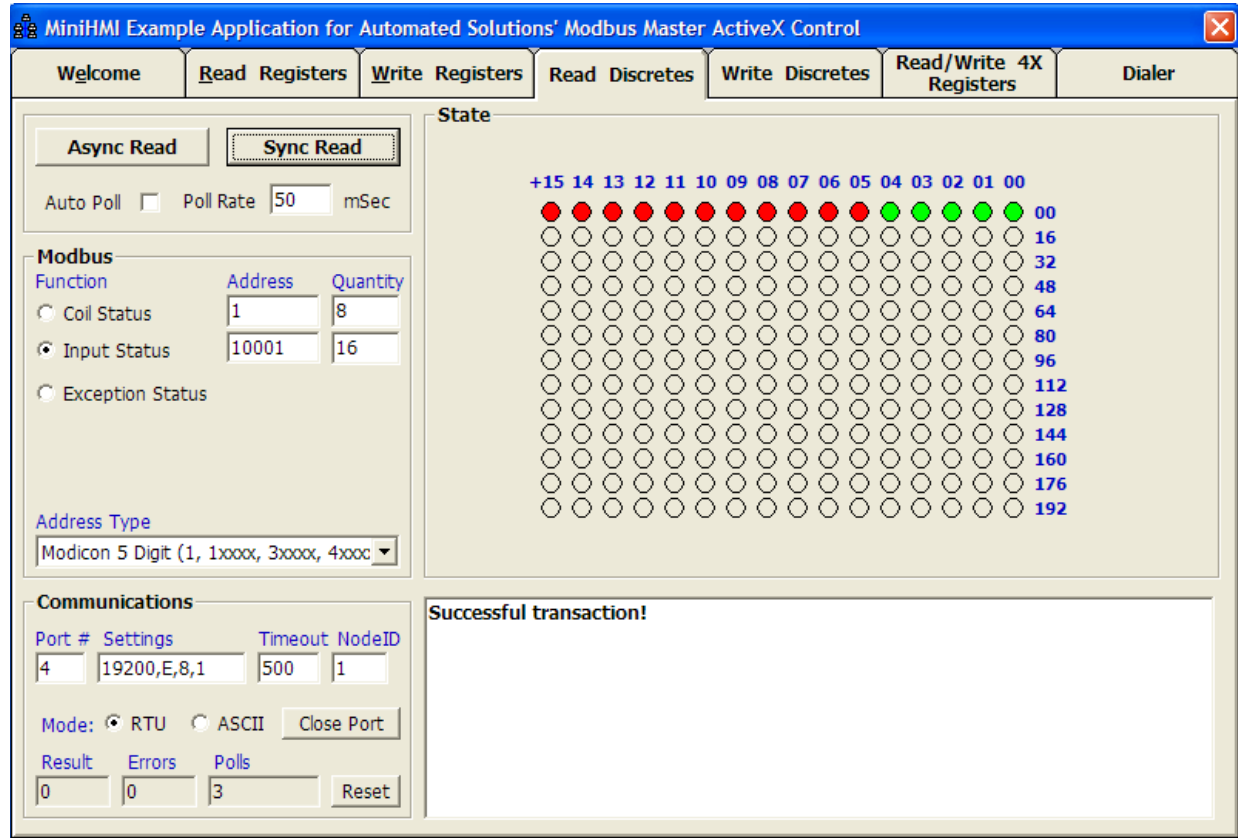 MiniHMI Example Application for Automated Solutions' Modbus Master ActiveX Control
Welcome
Read Registers
Write Registers
Read Discretes
Write Discretes
Read/Write 4X
Registers
Dialer
Async Read
Sync Read
Auto Poll
Poll Rate 50 mSec
Modbus
Function Address Quantity
Coil Status 1 8
Input Status 10001 16
Exception Status
Address Type
Modicon 5 Digit (1, 1xxxx, 3xxxx, 4xxx
Communications
Port # Settings Timeout NodeID
4 19200,E,8,1 500 1
Mode: RTU ASCII Close Port
Result Errors Polls
0 0 3 Reset
State
+15 14 13 12 11 10 09 08 07 06 05 04 03 02 01 00
00
16
32
48
64
80
96
112
128
144
160
176
192
Successful transaction!